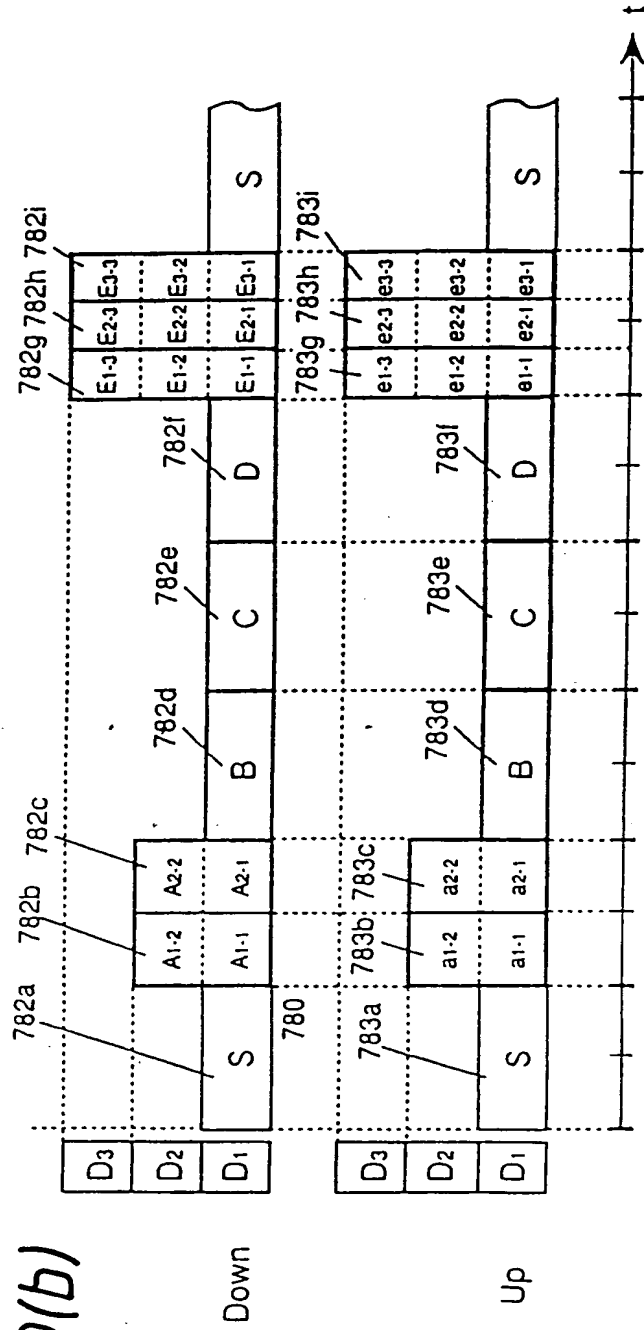 (b)
782g 782h 782i
782a 782b 782c 782d 782e 782f
D3 E1-3 E2-3 E3-3
D2 A1-2 A2-2 E1-2 E2-2 E3-2
Down D1 S A1-1 A2-1 B C D E1-1 E2-1 E3-1 S
780
783g 783h 783i
783a 783b 783c 783d 783e 783f
D3 e1-3 e2-3 e3-3
D2 a1-2 a2-2 e1-2 e2-2 e3-2
Up D1 S a1-1 a2-1 B C D e1-1 e2-1 e3-1 S
t